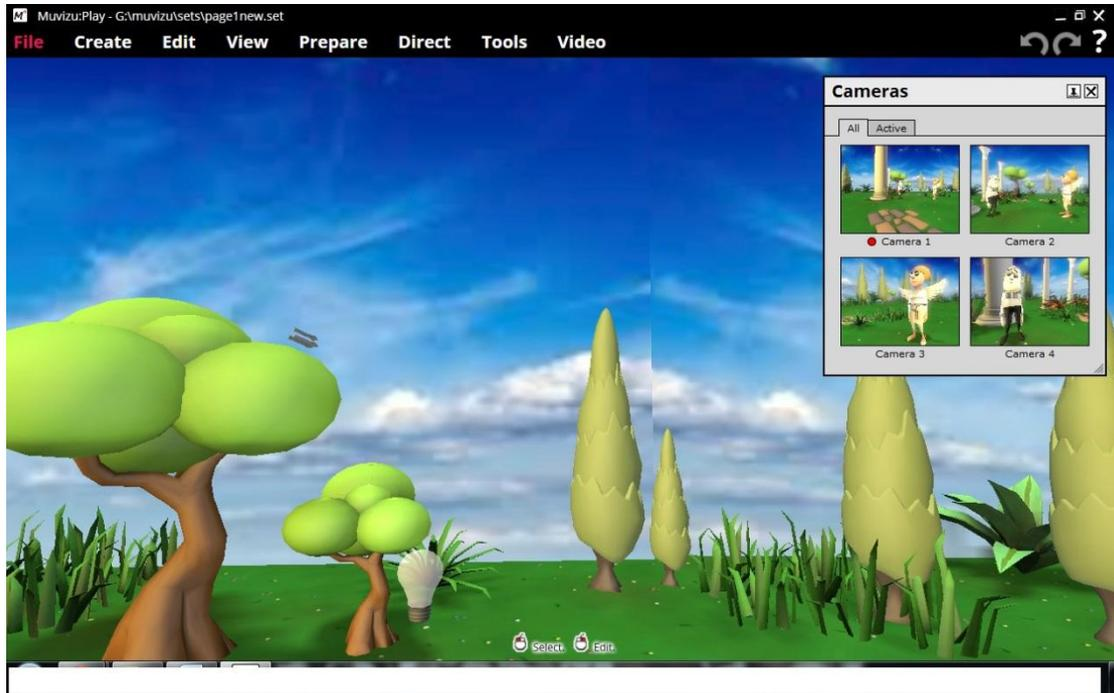 Muvizu:Play - G:\muvizu\sets\page1new.set
File Create Edit View Prepare Direct Tools Video ?
Cameras
All Active
Camera 1 Camera 2
Camera 3 Camera 4
Select. Edit.